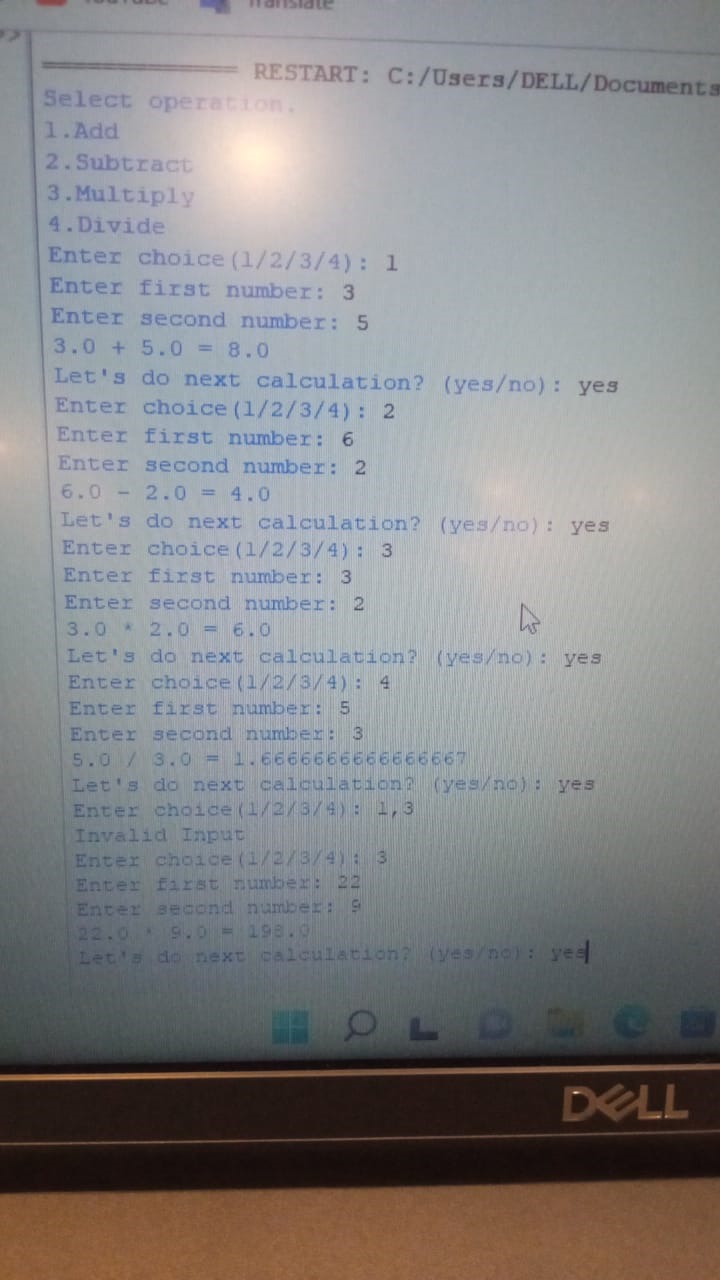 YouTube Translate
>>
============== RESTART: C:/Users/DELL/Documents
Select operation.
1.Add
2.Subtract
3.Multiply
4.Divide
Enter choice(1/2/3/4): 1
Enter first number: 3
Enter second number: 5
3.0 + 5.0 = 8.0
Let's do next calculation? (yes/no): yes
Enter choice(1/2/3/4): 2
Enter first number: 6
Enter second number: 2
6.0 - 2.0 = 4.0
Let's do next calculation? (yes/no): yes
Enter choice(1/2/3/4): 3
Enter first number: 3
Enter second number: 2
3.0 * 2.0 = 6.0
Let's do next calculation? (yes/no): yes
Enter choice(1/2/3/4): 4
Enter first number: 5
Enter second number: 3
5.0 / 3.0 = 1.6666666666666667
Let's do next calculation? (yes/no): yes
Enter choice(1/2/3/4): 1,3
Invalid Input
Enter choice(1/2/3/4): 3
Enter first number: 22
Enter second number: 9
22.0 * 9.0 = 198.0
Let's do next calculation? (yes/no): yes
DELL